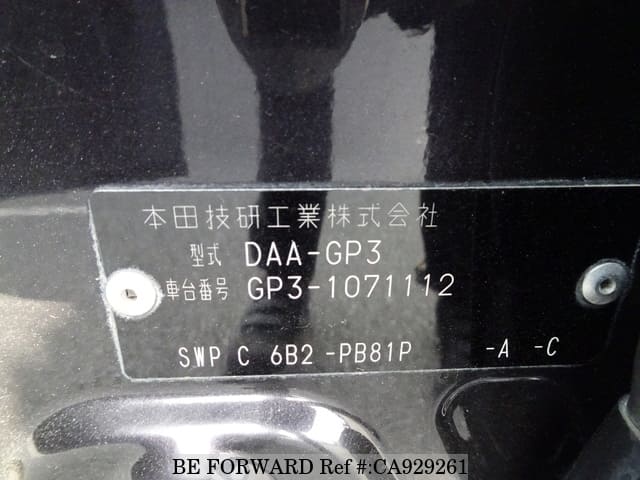 本田技研工業株式会社
型式 DAA-GP3
車台番号 GP3-1071112
SWP C 6B2 -PB81P -A -C
BE FORWARD Ref #:CA929261